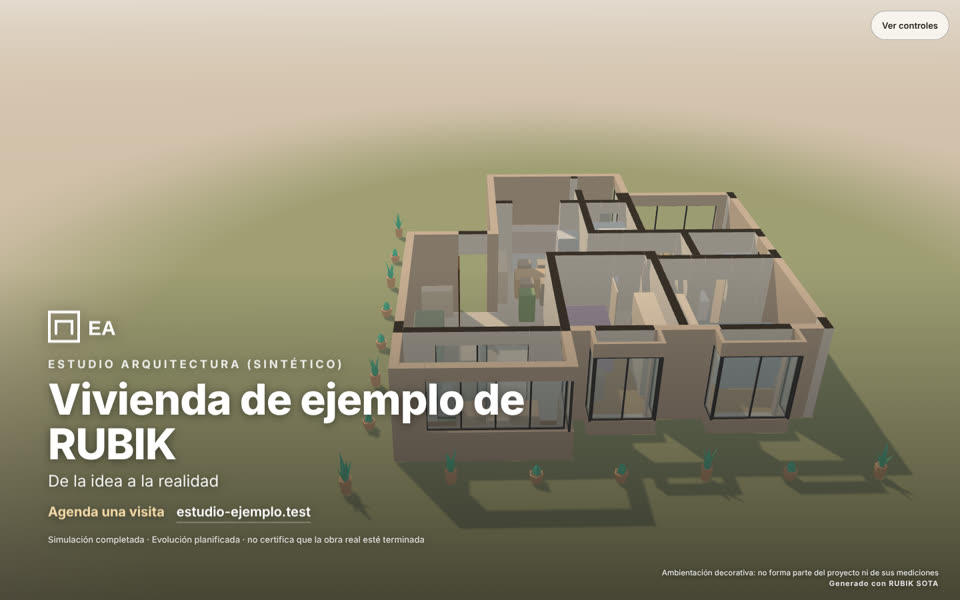 Ver controles
EA
ESTUDIO ARQUITECTURA (SINTÉTICO)
Vivienda de ejemplo de
RUBIK
De la idea a la realidad
Agenda una visita estudio-ejemplo.test
Simulación completada · Evolución planificada · no certifica que la obra real esté terminada
Ambientación decorativa: no forma parte del proyecto ni de sus mediciones
Generado con RUBIK SOTA